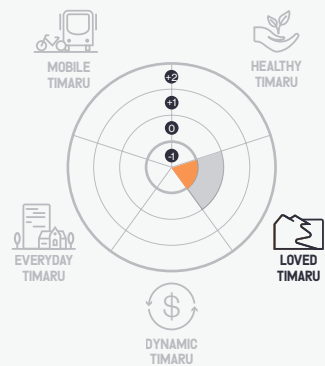 MOBILE
TIMARU
HEALTHY
TIMARU
+2
+1
0
-1
EVERYDAY
TIMARU
LOVED
TIMARU
$
DYNAMIC
TIMARU